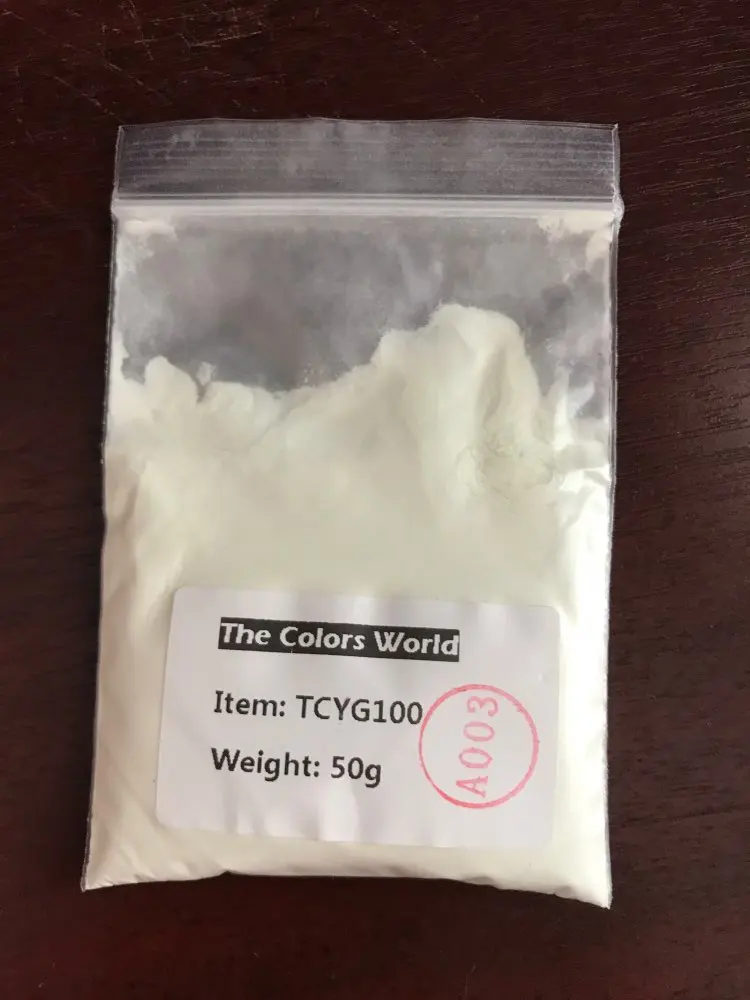 The Colors World
Item: TCYG100
Weight: 50g
A003